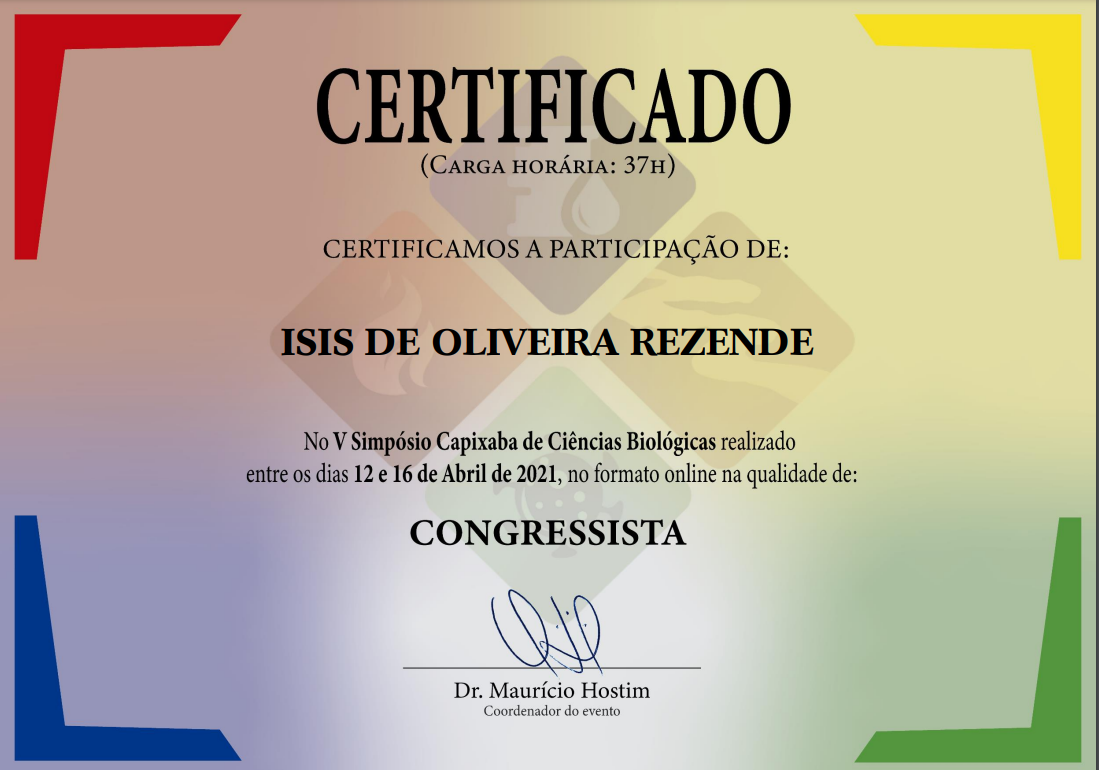 CERTIFICADO
(Carga horária: 37h)
CERTIFICAMOS A PARTICIPAÇÃO DE:
ISIS DE OLIVEIRA REZENDE
No V Simpósio Capixaba de Ciências Biológicas realizado
entre os dias 12 e 16 de Abril de 2021, no formato online na qualidade de:
CONGRESSISTA
Dr. Maurício Hostim
Coordenador do evento